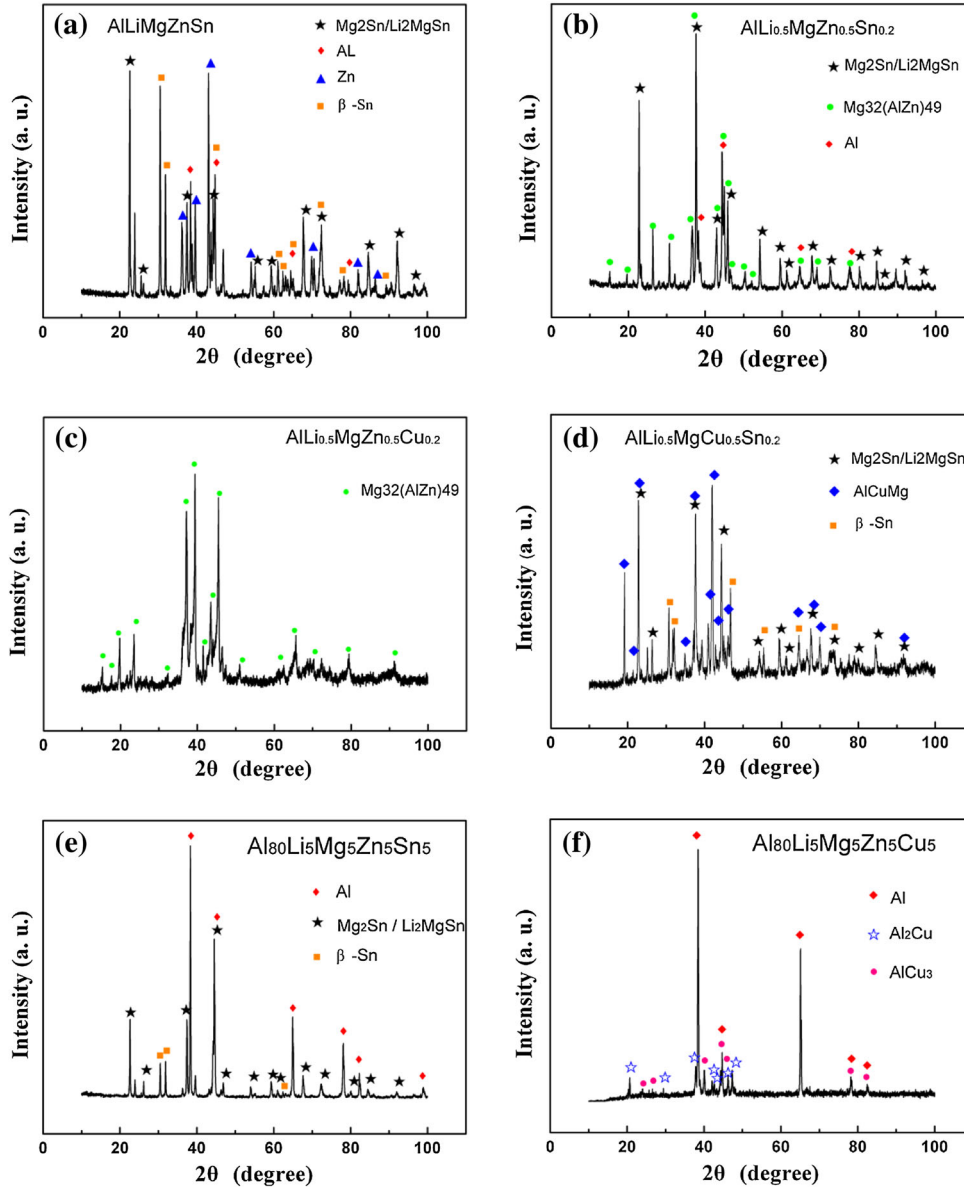 (a)
AlLiMgZnSn
Mg2Sn/Li2MgSn
AL
Zn
β -Sn
Intensity (a. u.)
0 20 40 60 80 100
2θ (degree)
(b)
AlLi0.5MgZn0.5Sn0.2
Mg2Sn/Li2MgSn
Mg32(AlZn)49
Al
Intensity (a. u.)
0 20 40 60 80 100
2θ (degree)
(c)
AlLi0.5MgZn0.5Cu0.2
Mg32(AlZn)49
Intensity (a. u.)
0 20 40 60 80 100
2θ (degree)
(d)
AlLi0.5MgCu0.5Sn0.2
Mg2Sn/Li2MgSn
AlCuMg
β -Sn
Intensity (a. u.)
0 20 40 60 80 100
2θ (degree)
(e)
Al80Li5Mg5Zn5Sn5
Al
Mg2Sn / Li2MgSn
β -Sn
Intensity (a. u.)
0 20 40 60 80 100
2θ (degree)
(f)
Al80Li5Mg5Zn5Cu5
Al
Al2Cu
AlCu3
Intensity (a. u.)
0 20 40 60 80 100
2θ (degree)